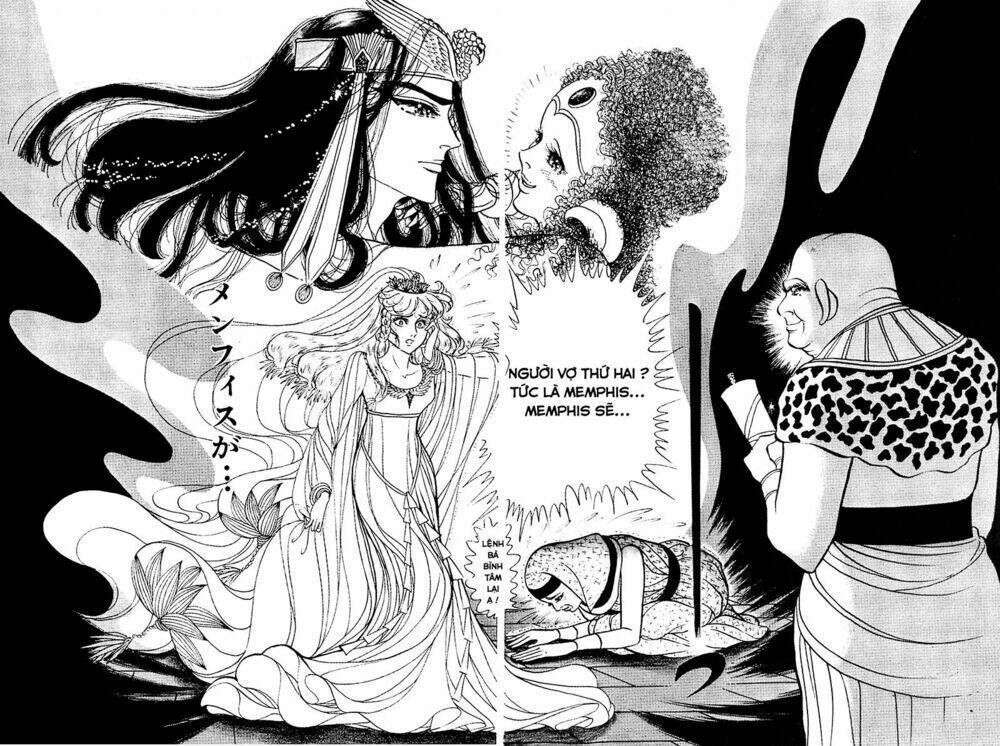 NGƯỜI VỢ THỨ HAI ?
TỨC LÀ MEMPHIS...
MEMPHIS SẼ...
メンフィスが…
LỆNH
BÀ
BÌNH
TÂM
LẠI
Ạ !